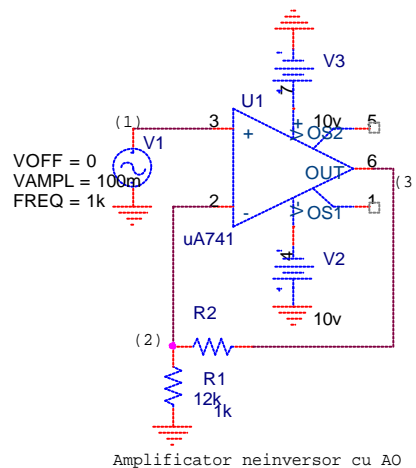 V3
U1
7
10v
5
(1)
3
V1
+
V+
OS2
VOFF = 0
VAMPL = 100m
FREQ = 1k
OUT
6
(3
2
-
V-
OS1
1
uA741
4
V2
10v
R2
(2)
R1
12k
1k
Amplificator neinversor cu AO